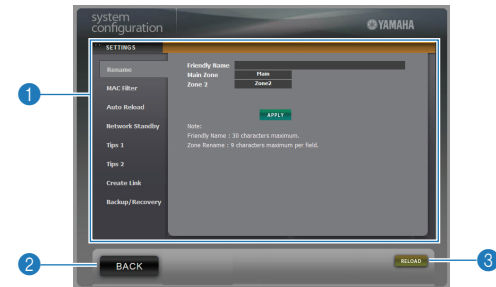 system
configuration
YAMAHA
SETTINGS
Rename
MAC Filter
Auto Reload
Network Standby
Tips 1
Tips 2
Create Link
Backup/Recovery
Friendly Name
Main Zone Main
Zone 2 Zone2
APPLY
Note:
Friendly Name : 30 characters maximum.
Zone Rename : 9 characters maximum per field.
BACK
RELOAD
1
2
3